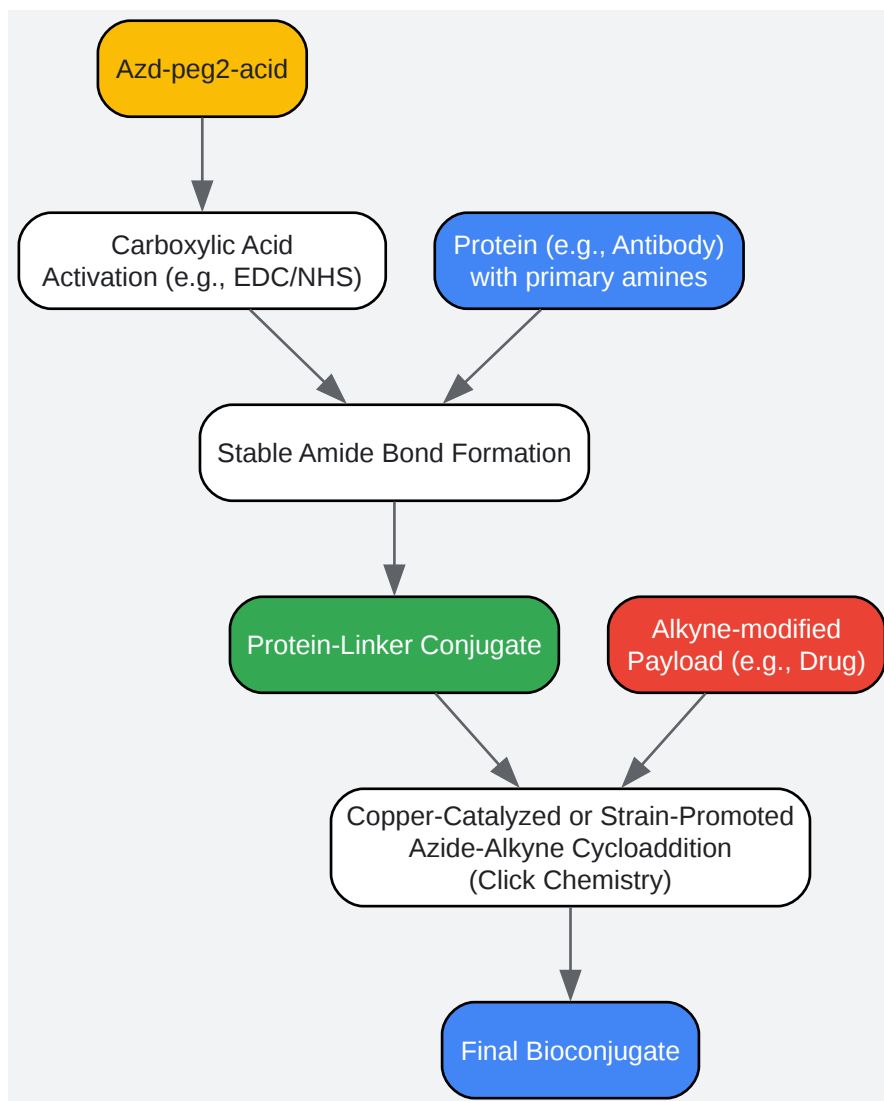 Azd-peg2-acid
Carboxylic Acid
Activation (e.g., EDC/NHS)
Protein (e.g., Antibody)
with primary amines
Stable Amide Bond Formation
Protein-Linker Conjugate
Alkyne-modified
Payload (e.g., Drug)
Copper-Catalyzed or Strain-Promoted
Azide-Alkyne Cycloaddition
(Click Chemistry)
Final Bioconjugate